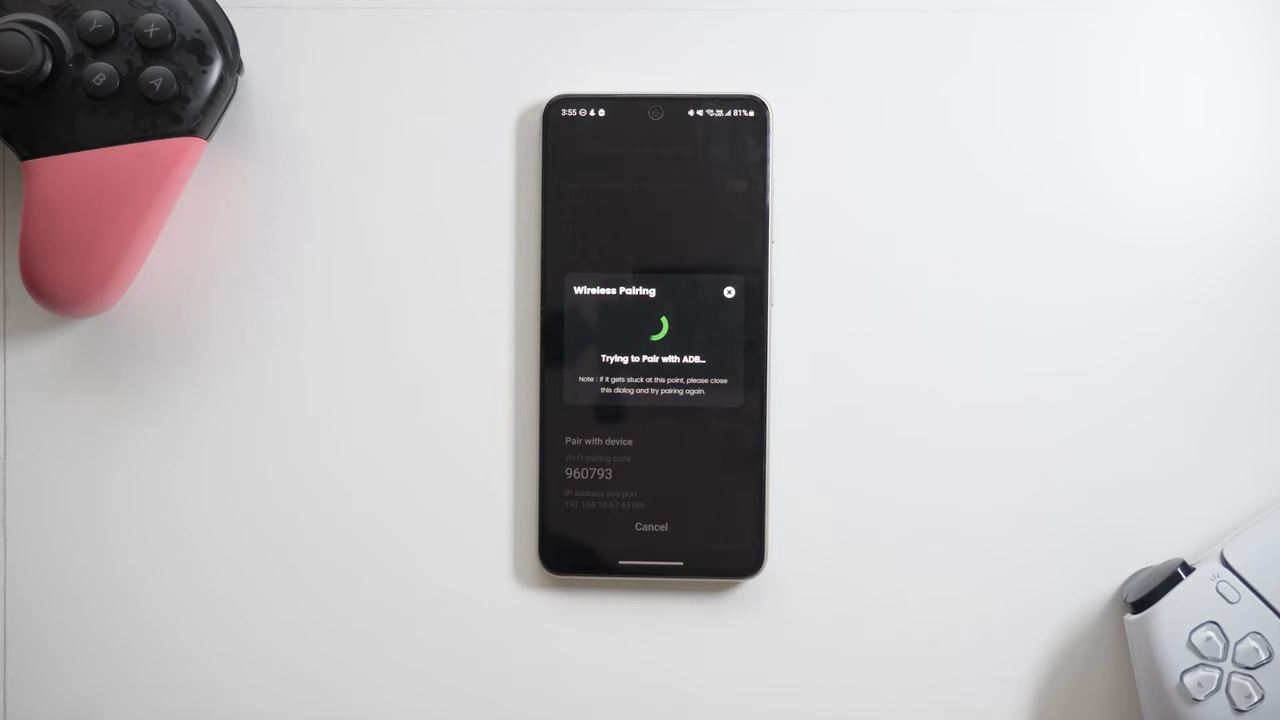 Y
X
B
A
3:55
81%
Wireless Pairing
Trying to Pair with ADB...
Note : If it gets stuck at this point, please close
this dialog and try pairing again.
Pair with device
Wi-Fi pairing code
960793
IP address and port
192.168.10.67:45189
Cancel